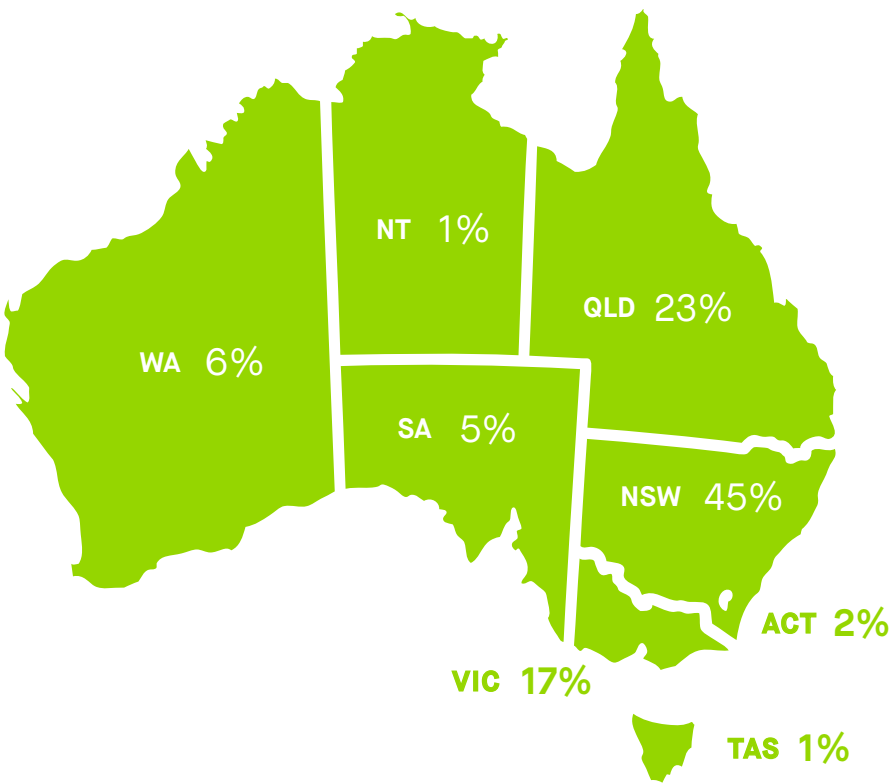 NT 1%
QLD 23%
WA 6%
SA 5%
NSW 45%
ACT 2%
VIC 17%
TAS 1%